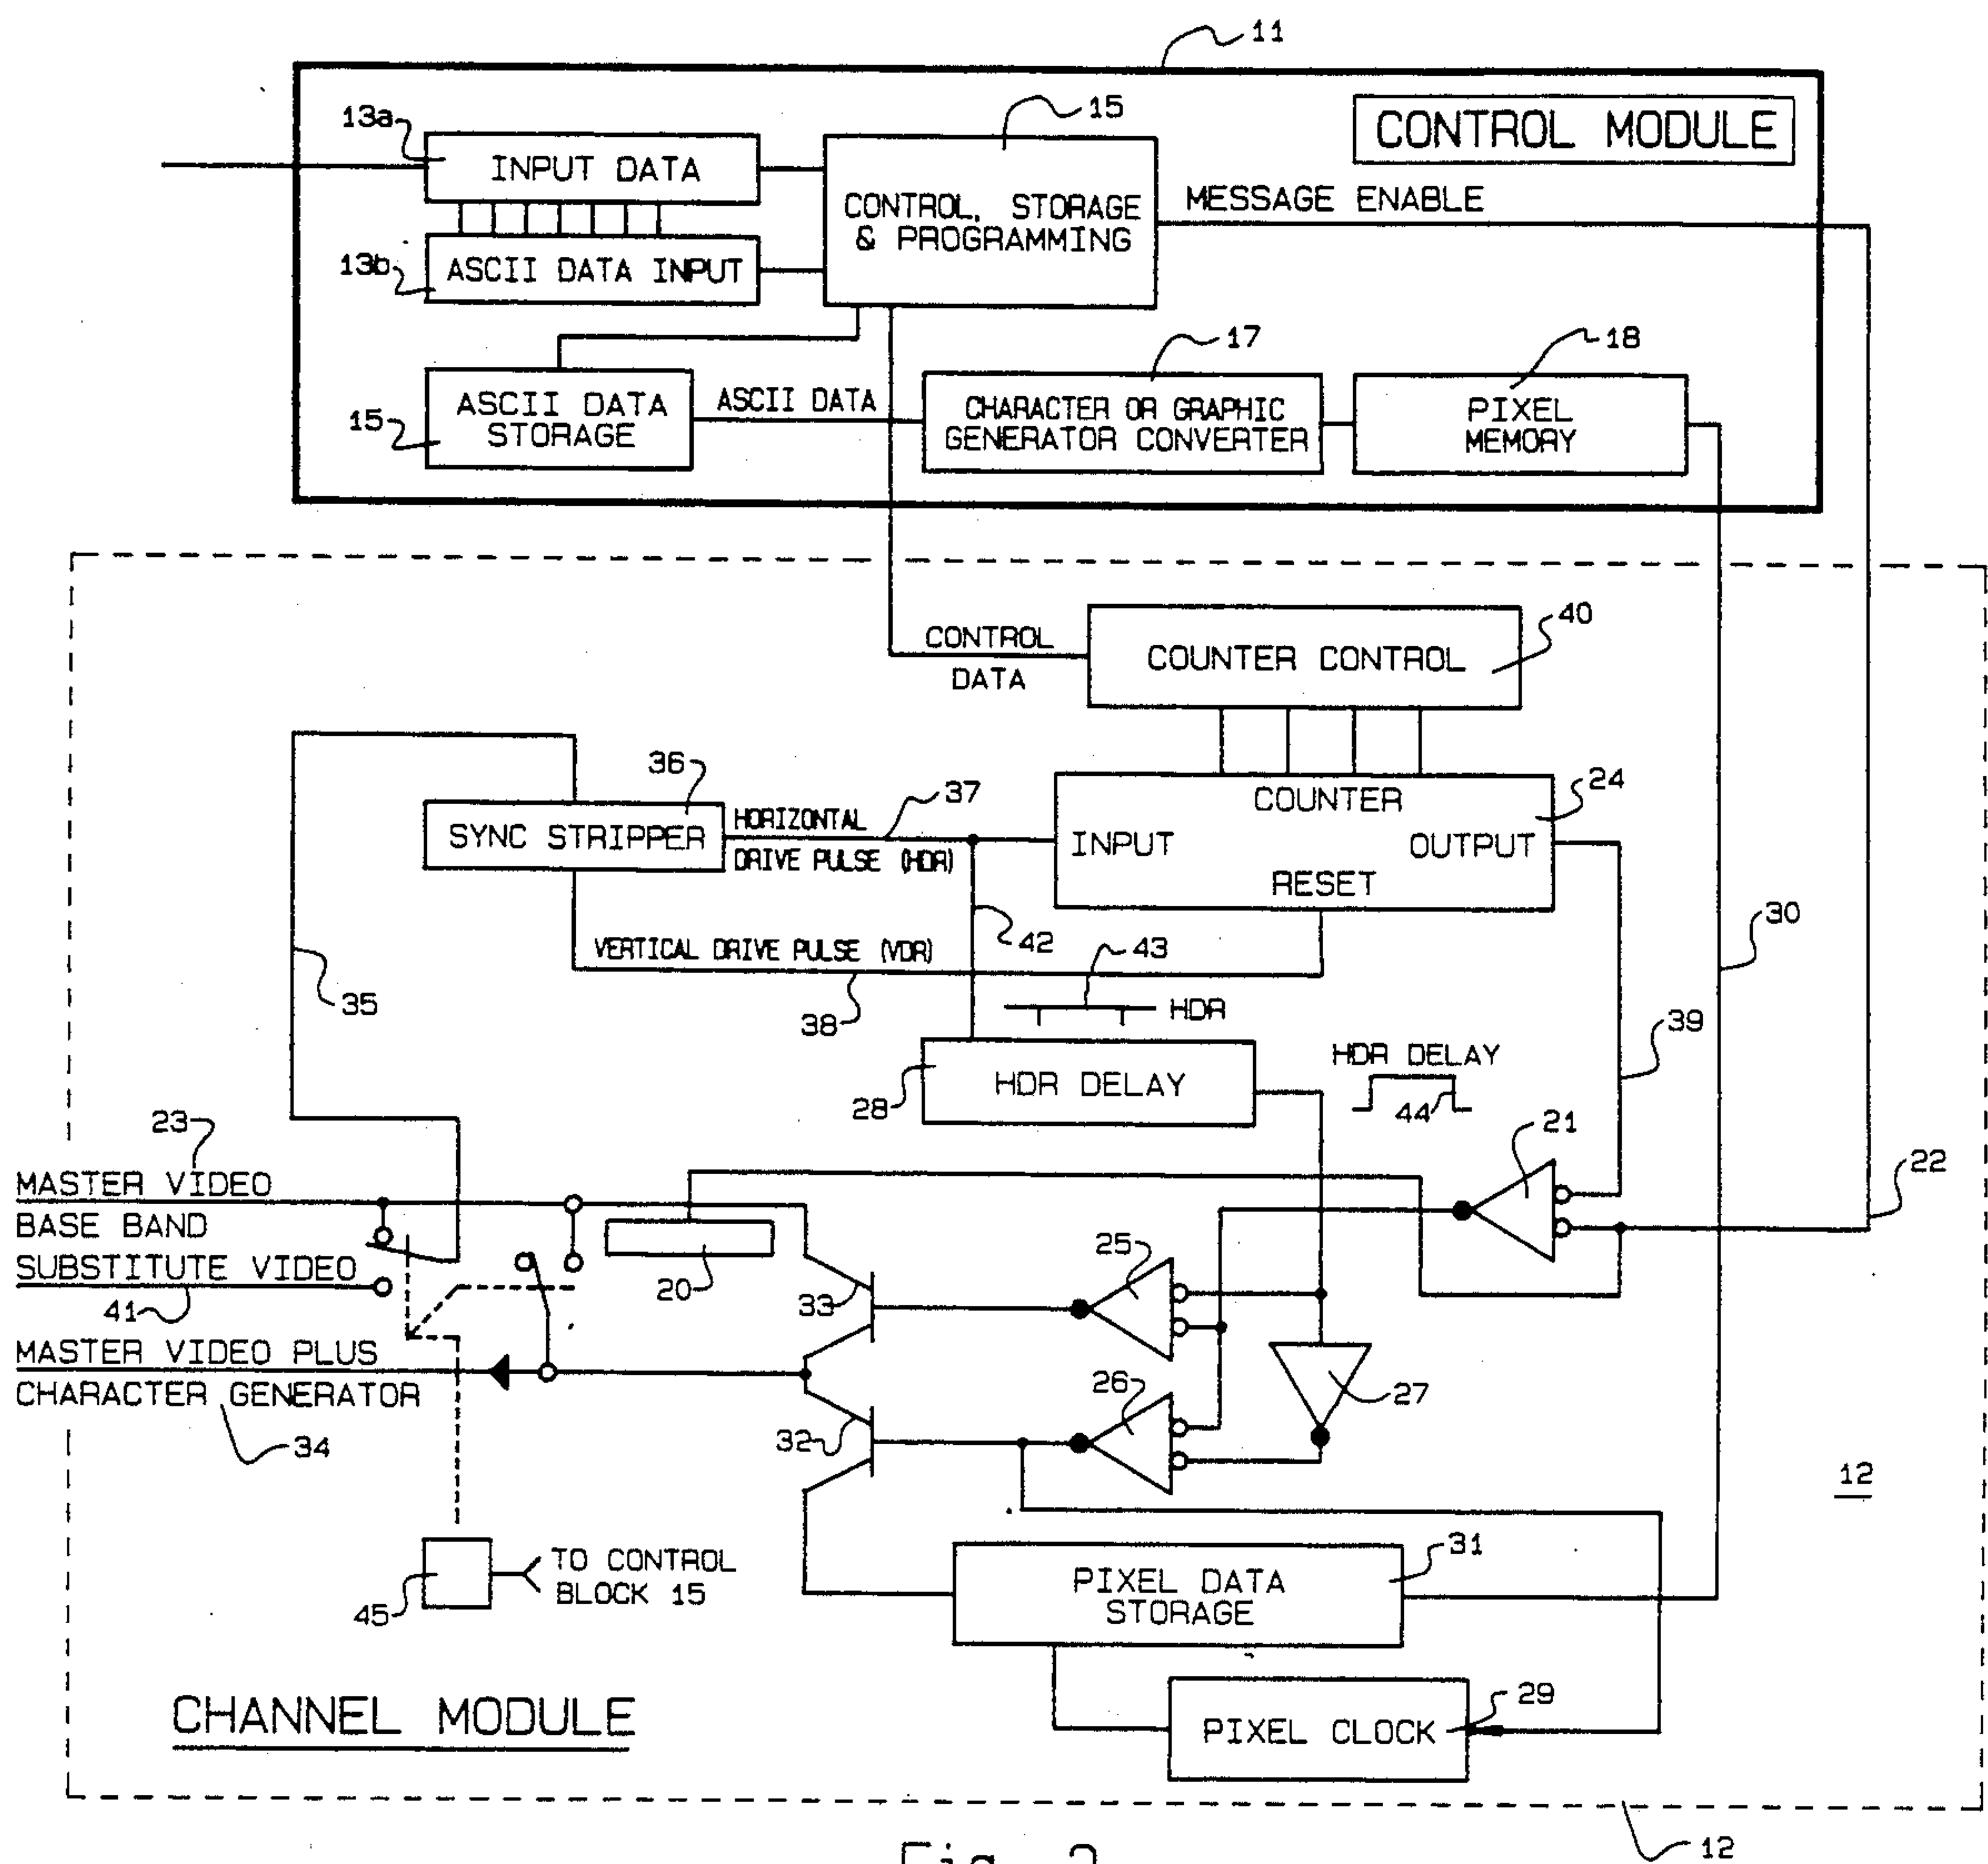 11
13a
15
CONTROL MODULE
INPUT DATA
CONTROL, STORAGE
& PROGRAMMING
MESSAGE ENABLE
13b
ASCII DATA INPUT
17
18
15
ASCII DATA
STORAGE
ASCII DATA
CHARACTER OR GRAPHIC
GENERATOR CONVERTER
PIXEL
MEMORY
CONTROL
DATA
COUNTER CONTROL
40
36
37
24
SYNC STRIPPER
HORIZONTAL
DRIVE PULSE (HDR)
COUNTER
INPUT
OUTPUT
RESET
42
43
30
VERTICAL DRIVE PULSE (VDR)
35
38
HDR
39
28
HDR DELAY
HDR DELAY
44
23
21
22
MASTER VIDEO
BASE BAND
SUBSTITUTE VIDEO
41
20
33
25
MASTER VIDEO PLUS
CHARACTER GENERATOR
34
32
26
27
12
45
TO CONTROL
BLOCK 15
31
PIXEL DATA
STORAGE
29
PIXEL CLOCK
CHANNEL MODULE
12
Fig. 2